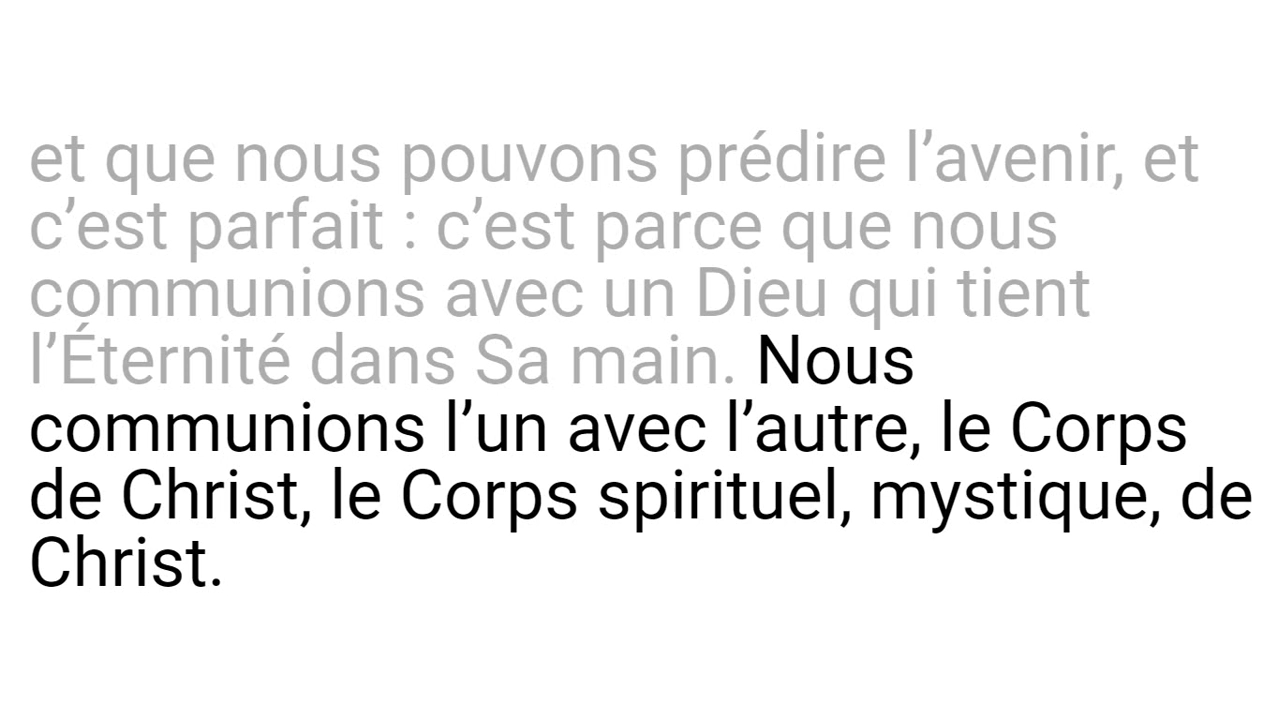 et que nous pouvons prédire l’avenir, et
c’est parfait : c’est parce que nous
communions avec un Dieu qui tient
l’Éternité dans Sa main. Nous
communions l’un avec l’autre, le Corps
de Christ, le Corps spirituel, mystique, de
Christ.